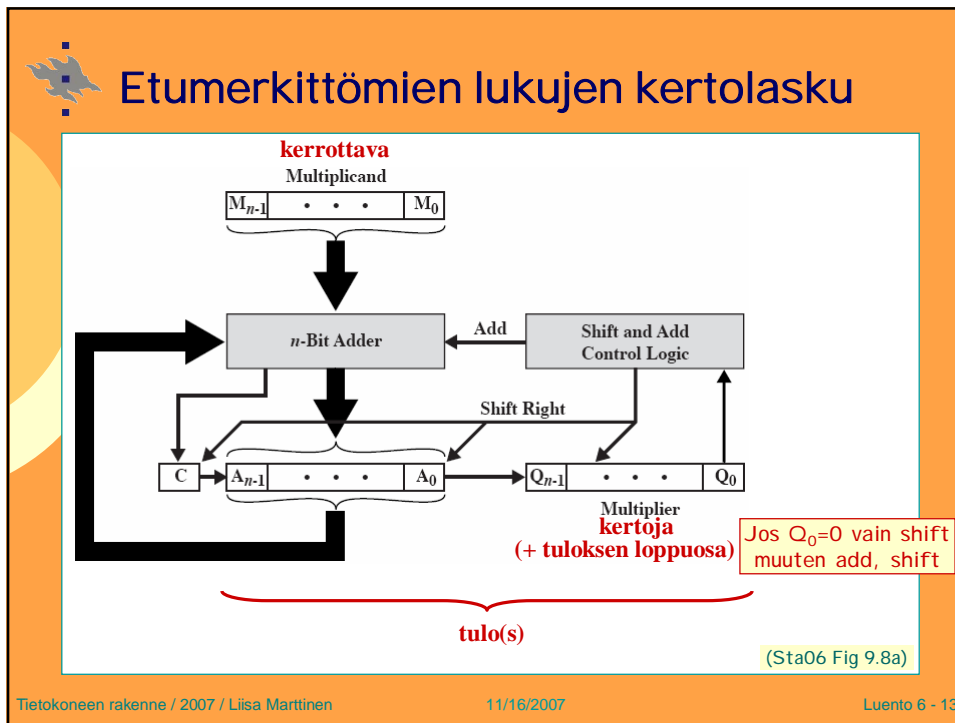 Etumerkittömien lukujen kertolasku
kerrottava
Multiplicand
Mn-1 • • • M0
n-Bit Adder
Add
Shift and Add
Control Logic
Shift Right
C
An-1 • • • A0
Qn-1 • • • Q0
Multiplier
kertoja
(+ tuloksen loppuosa)
Jos Q0=0 vain shift
muuten add, shift
tulo(s)
(Sta06 Fig 9.8a)
Tietokoneen rakenne / 2007 / Liisa Marttinen 11/16/2007 Luento 6 - 13